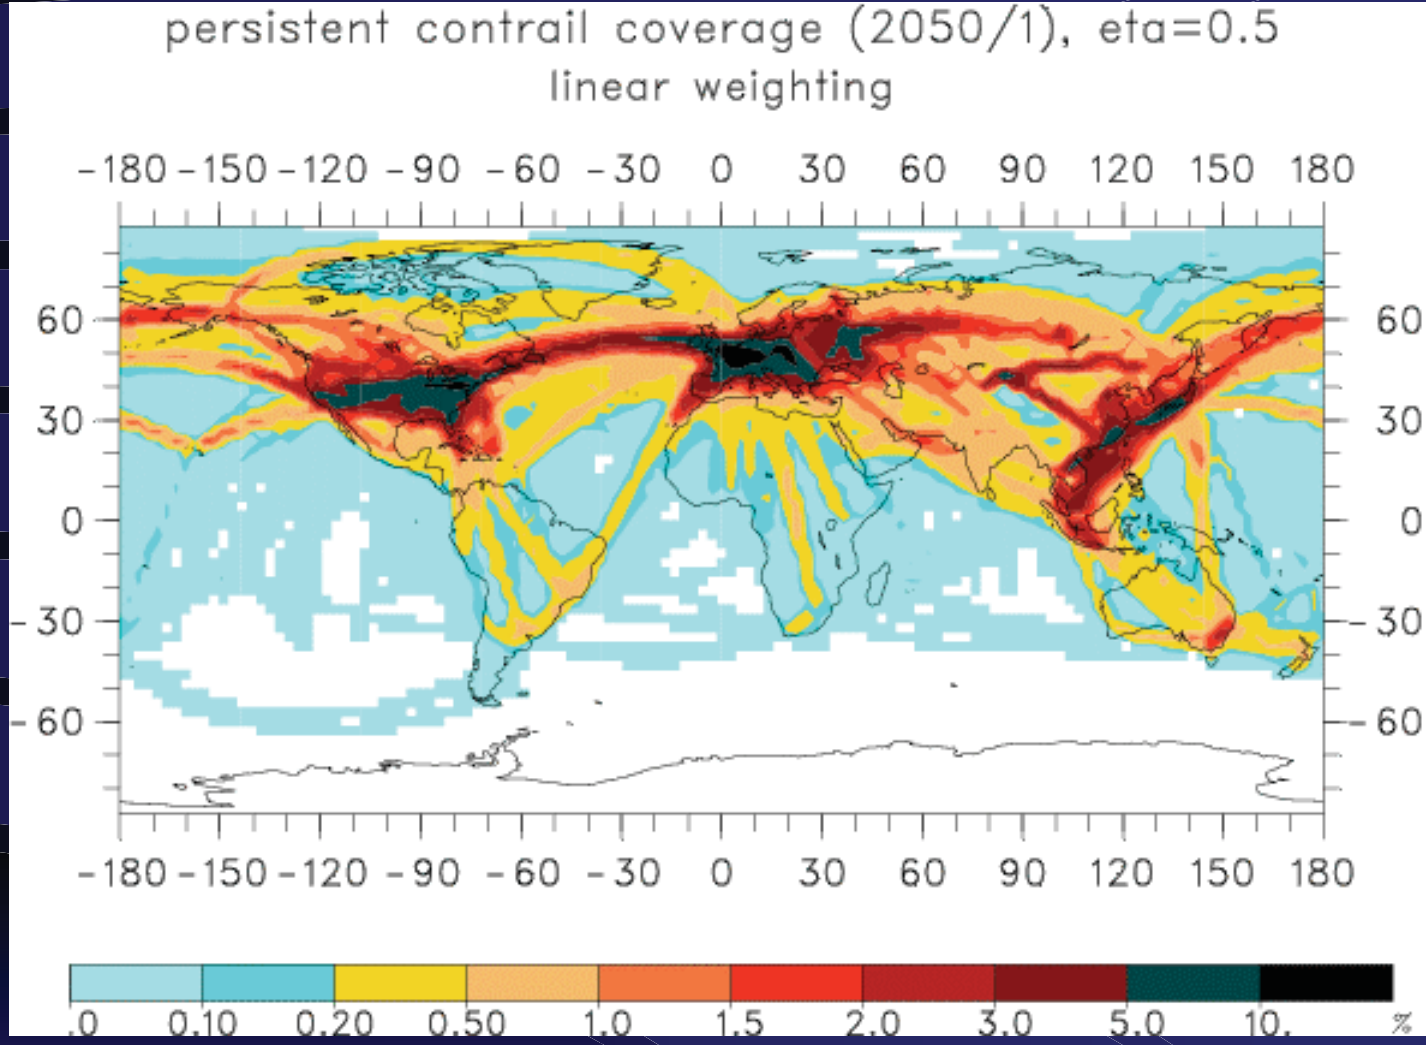 persistent contrail coverage (2050/1), eta=0.5
linear weighting
-180 -150 -120 -90 -60 -30 0 30 60 90 120 150 180
60 60
30 30
0 0
-30 -30
-60 -60
-180 -150 -120 -90 -60 -30 0 30 60 90 120 150 180
.0 0.10 0.20 0.50 1.0 1.5 2.0 3.0 5.0 10. %